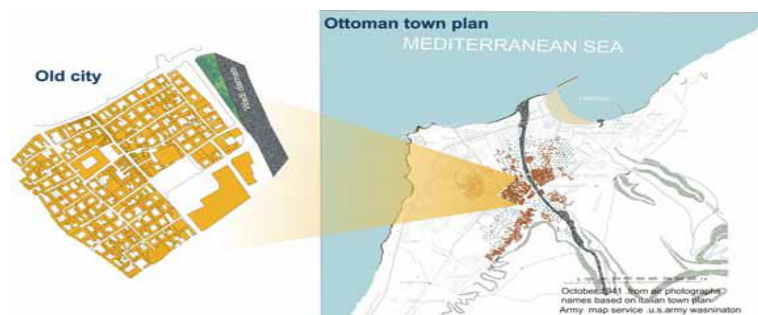 Ottoman town plan
MEDITERRANEAN SEA
Old city
Wadi
October 1941 .from air photographs
names based on italian town plan
Army map service .u.s.army wasninaton